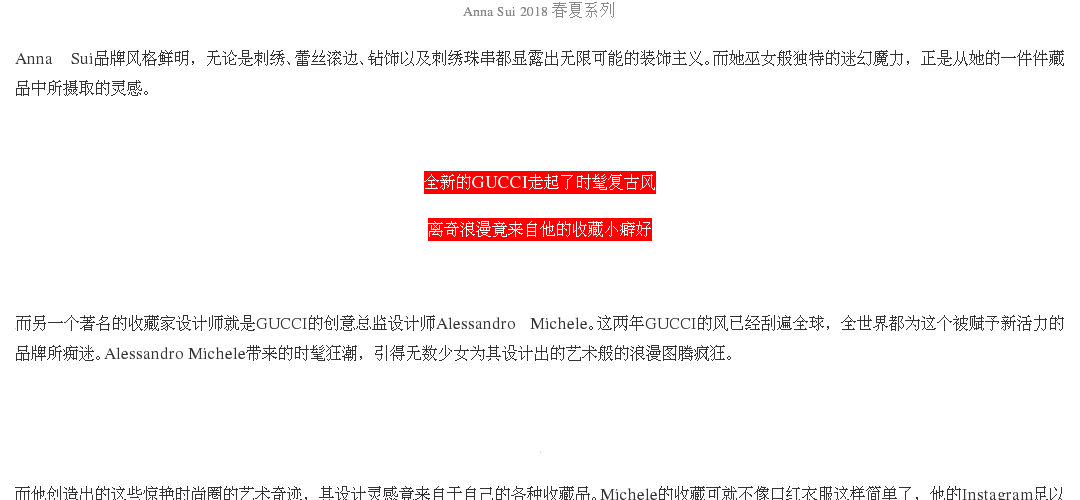 Anna Sui 2018 春夏系列
Anna Sui品牌风格鲜明，无论是刺绣、蕾丝滚边、钻饰以及刺绣珠串都显露出无限可能的装饰主义。而她巫女般独特的迷幻魔力，正是从她的一件件藏
品中所摄取的灵感。
全新的GUCCI走起了时髦复古风
离奇浪漫竟来自他的收藏小癖好
而另一个著名的收藏家设计师就是GUCCI的创意总监设计师Alessandro Michele。这两年GUCCI的风已经刮遍全球，全世界都为这个被赋予新活力的
品牌所痴迷。Alessandro Michele带来的时髦狂潮，引得无数少女为其设计出的艺术般的浪漫图腾疯狂。
而他创造出的这些惊艳时尚圈的艺术奇迹，其设计灵感竟来自于自己的各种收藏品。Michele的收藏可就不像口红衣服这样简单了，他的Instagram足以